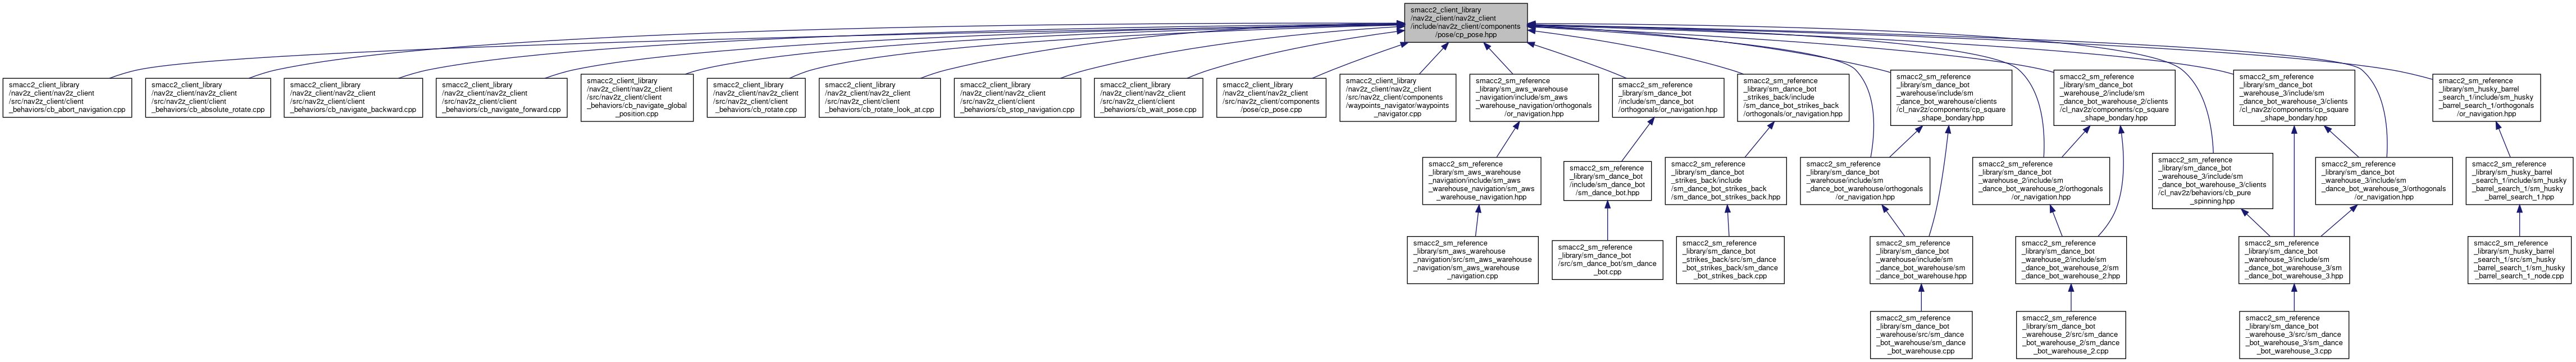 smacc2_client_library
/nav2z_client/nav2z_client
/include/nav2z_client/components
/pose/cp_pose.hpp
smacc2_client_library
/nav2z_client/nav2z_client
/src/nav2z_client/client
_behaviors/cb_abort_navigation.cpp
smacc2_client_library
/nav2z_client/nav2z_client
/src/nav2z_client/client
_behaviors/cb_absolute_rotate.cpp
smacc2_client_library
/nav2z_client/nav2z_client
/src/nav2z_client/client
_behaviors/cb_navigate_backward.cpp
smacc2_client_library
/nav2z_client/nav2z_client
/src/nav2z_client/client
_behaviors/cb_navigate_forward.cpp
smacc2_client_library
/nav2z_client/nav2z_client
/src/nav2z_client/client
_behaviors/cb_navigate_global
_position.cpp
smacc2_client_library
/nav2z_client/nav2z_client
/src/nav2z_client/client
_behaviors/cb_rotate.cpp
smacc2_client_library
/nav2z_client/nav2z_client
/src/nav2z_client/client
_behaviors/cb_rotate_look_at.cpp
smacc2_client_library
/nav2z_client/nav2z_client
/src/nav2z_client/client
_behaviors/cb_stop_navigation.cpp
smacc2_client_library
/nav2z_client/nav2z_client
/src/nav2z_client/client
_behaviors/cb_wait_pose.cpp
smacc2_client_library
/nav2z_client/nav2z_client
/src/nav2z_client/components
/pose/cp_pose.cpp
smacc2_client_library
/nav2z_client/nav2z_client
/src/nav2z_client/components
/waypoints_navigator/waypoints
_navigator.cpp
smacc2_sm_reference
_library/sm_aws_warehouse
_navigation/include/sm_aws
_warehouse_navigation/orthogonals
/or_navigation.hpp
smacc2_sm_reference
_library/sm_dance_bot
/include/sm_dance_bot
/orthogonals/or_navigation.hpp
smacc2_sm_reference
_library/sm_dance_bot
_strikes_back/include
/sm_dance_bot_strikes_back
/orthogonals/or_navigation.hpp
smacc2_sm_reference
_library/sm_dance_bot
_warehouse/include/sm
_dance_bot_warehouse/clients
/cl_nav2z/components/cp_square
_shape_bondary.hpp
smacc2_sm_reference
_library/sm_dance_bot
_warehouse_2/include/sm
_dance_bot_warehouse_2/clients
/cl_nav2z/components/cp_square
_shape_bondary.hpp
smacc2_sm_reference
_library/sm_dance_bot
_warehouse_3/include/sm
_dance_bot_warehouse_3/clients
/cl_nav2z/components/cp_square
_shape_bondary.hpp
smacc2_sm_reference
_library/sm_husky_barrel
_search_1/include/sm_husky
_barrel_search_1/orthogonals
/or_navigation.hpp
smacc2_sm_reference
_library/sm_aws_warehouse
_navigation/include/sm_aws
_warehouse_navigation/sm_aws
_warehouse_navigation.hpp
smacc2_sm_reference
_library/sm_dance_bot
/include/sm_dance_bot
/sm_dance_bot.hpp
smacc2_sm_reference
_library/sm_dance_bot
_strikes_back/include
/sm_dance_bot_strikes_back
/sm_dance_bot_strikes_back.hpp
smacc2_sm_reference
_library/sm_dance_bot
_warehouse/include/sm
_dance_bot_warehouse/orthogonals
/or_navigation.hpp
smacc2_sm_reference
_library/sm_dance_bot
_warehouse_2/include/sm
_dance_bot_warehouse_2/orthogonals
/or_navigation.hpp
smacc2_sm_reference
_library/sm_dance_bot
_warehouse_3/include/sm
_dance_bot_warehouse_3/clients
/cl_nav2z/behaviors/cb_pure
_spinning.hpp
smacc2_sm_reference
_library/sm_dance_bot
_warehouse_3/include/sm
_dance_bot_warehouse_3/orthogonals
/or_navigation.hpp
smacc2_sm_reference
_library/sm_husky_barrel
_search_1/include/sm_husky
_barrel_search_1/sm_husky
_barrel_search_1.hpp
smacc2_sm_reference
_library/sm_aws_warehouse
_navigation/src/sm_aws_warehouse
_navigation/sm_aws_warehouse
_navigation.cpp
smacc2_sm_reference
_library/sm_dance_bot
/src/sm_dance_bot/sm_dance
_bot.cpp
smacc2_sm_reference
_library/sm_dance_bot
_strikes_back/src/sm_dance
_bot_strikes_back/sm_dance
_bot_strikes_back.cpp
smacc2_sm_reference
_library/sm_dance_bot
_warehouse/include/sm
_dance_bot_warehouse/sm
_dance_bot_warehouse.hpp
smacc2_sm_reference
_library/sm_dance_bot
_warehouse_2/include/sm
_dance_bot_warehouse_2/sm
_dance_bot_warehouse_2.hpp
smacc2_sm_reference
_library/sm_dance_bot
_warehouse_3/include/sm
_dance_bot_warehouse_3/sm
_dance_bot_warehouse_3.hpp
smacc2_sm_reference
_library/sm_husky_barrel
_search_1/src/sm_husky
_barrel_search_1/sm_husky
_barrel_search_1_node.cpp
smacc2_sm_reference
_library/sm_dance_bot
_warehouse/src/sm_dance
_bot_warehouse/sm_dance
_bot_warehouse.cpp
smacc2_sm_reference
_library/sm_dance_bot
_warehouse_2/src/sm_dance
_bot_warehouse_2/sm_dance
_bot_warehouse_2.cpp
smacc2_sm_reference
_library/sm_dance_bot
_warehouse_3/src/sm_dance
_bot_warehouse_3/sm_dance
_bot_warehouse_3.cpp